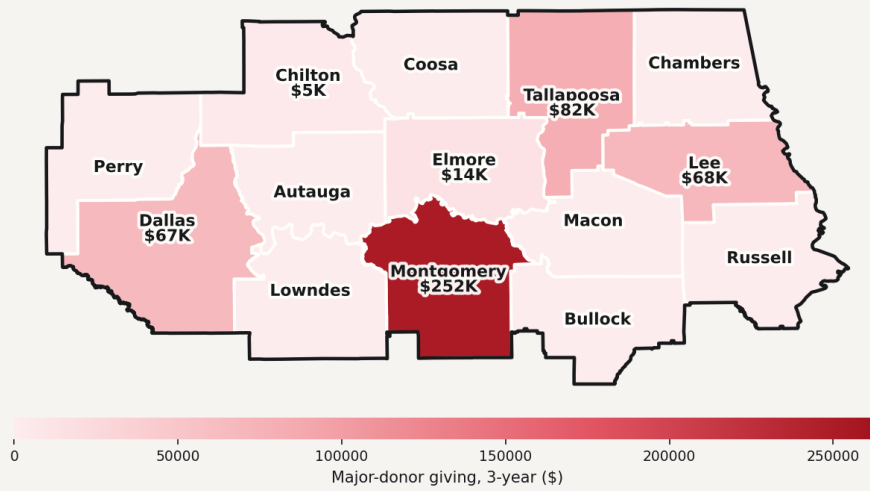 Coosa
Chambers
Chilton
$5K
Tallapoosa
$82K
Perry
Elmore
$14K
Lee
$68K
Autauga
Dallas
$67K
Macon
Russell
Montgomery
$252K
Lowndes
Bullock
0 50000 100000 150000 200000 250000
Major-donor giving, 3-year ($)